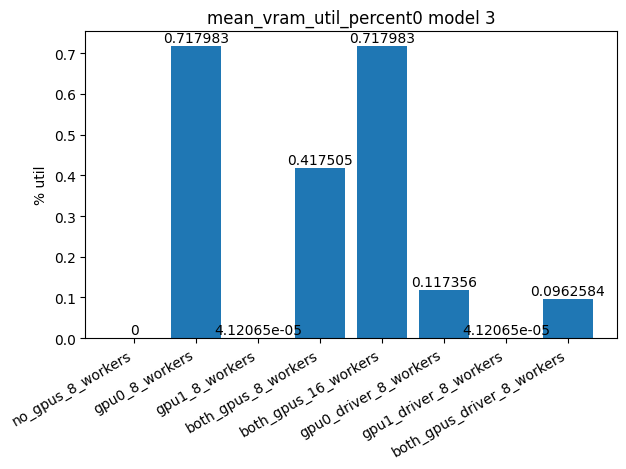 mean_vram_util_percent0 model 3
% util
0.7
0.6
0.5
0.4
0.3
0.2
0.1
0.0
0
0.717983
4.12065e-05
0.417505
0.717983
0.117356
4.12065e-05
0.0962584
no_gpus_8_workers
gpu0_8_workers
gpu1_8_workers
both_gpus_8_workers
both_gpus_16_workers
gpu0_driver_8_workers
gpu1_driver_8_workers
both_gpus_driver_8_workers